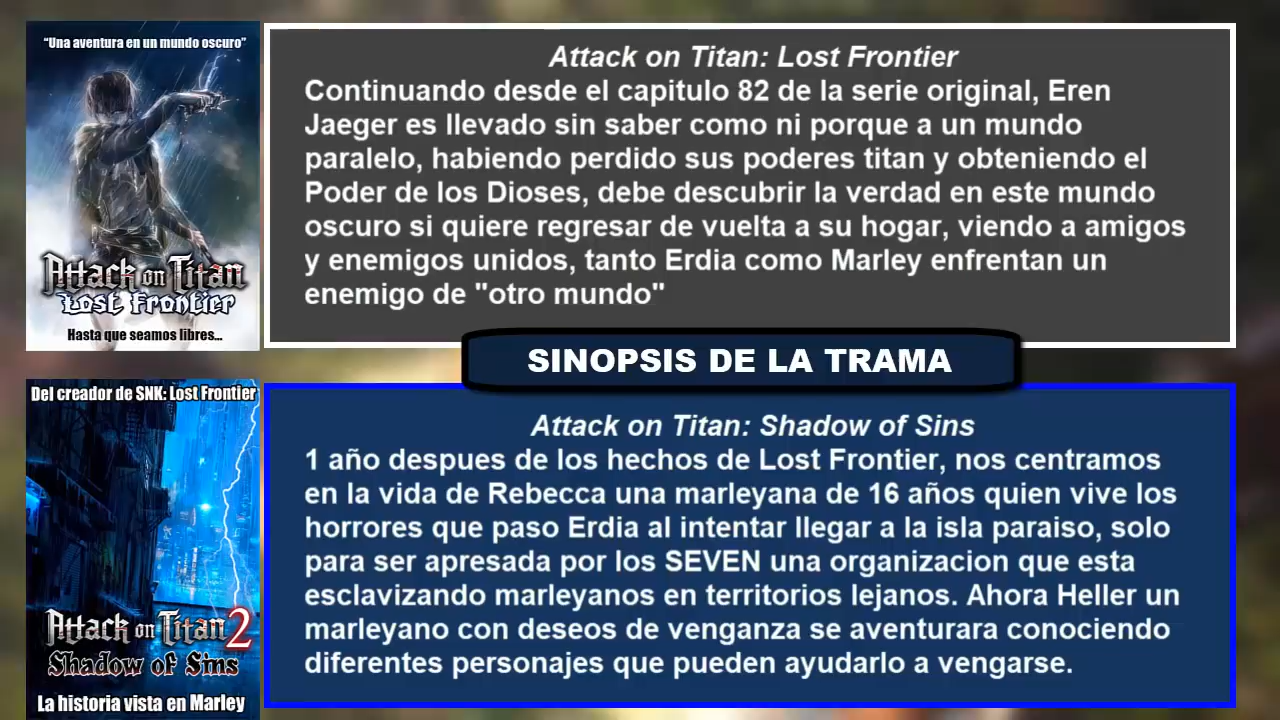 “Una aventura en un mundo oscuro”
Attack on Titan
Lost Frontier
Hasta que seamos libres...
Attack on Titan: Lost Frontier
Continuando desde el capitulo 82 de la serie original, Eren
Jaeger es llevado sin saber como ni porque a un mundo
paralelo, habiendo perdido sus poderes titan y obteniendo el
Poder de los Dioses, debe descubrir la verdad en este mundo
oscuro si quiere regresar de vuelta a su hogar, viendo a amigos
y enemigos unidos, tanto Erdia como Marley enfrentan un
enemigo de "otro mundo"
SINOPSIS DE LA TRAMA
Del creador de SNK: Lost Frontier
Attack on Titan 2
Shadow of Sins
La historia vista en Marley
Attack on Titan: Shadow of Sins
1 año despues de los hechos de Lost Frontier, nos centramos
en la vida de Rebecca una marleyana de 16 años quien vive los
horrores que paso Erdia al intentar llegar a la isla paraiso, solo
para ser apresada por los SEVEN una organizacion que esta
esclavizando marleyanos en territorios lejanos. Ahora Heller un
marleyano con deseos de venganza se aventurara conociendo
diferentes personajes que pueden ayudarlo a vengarse.